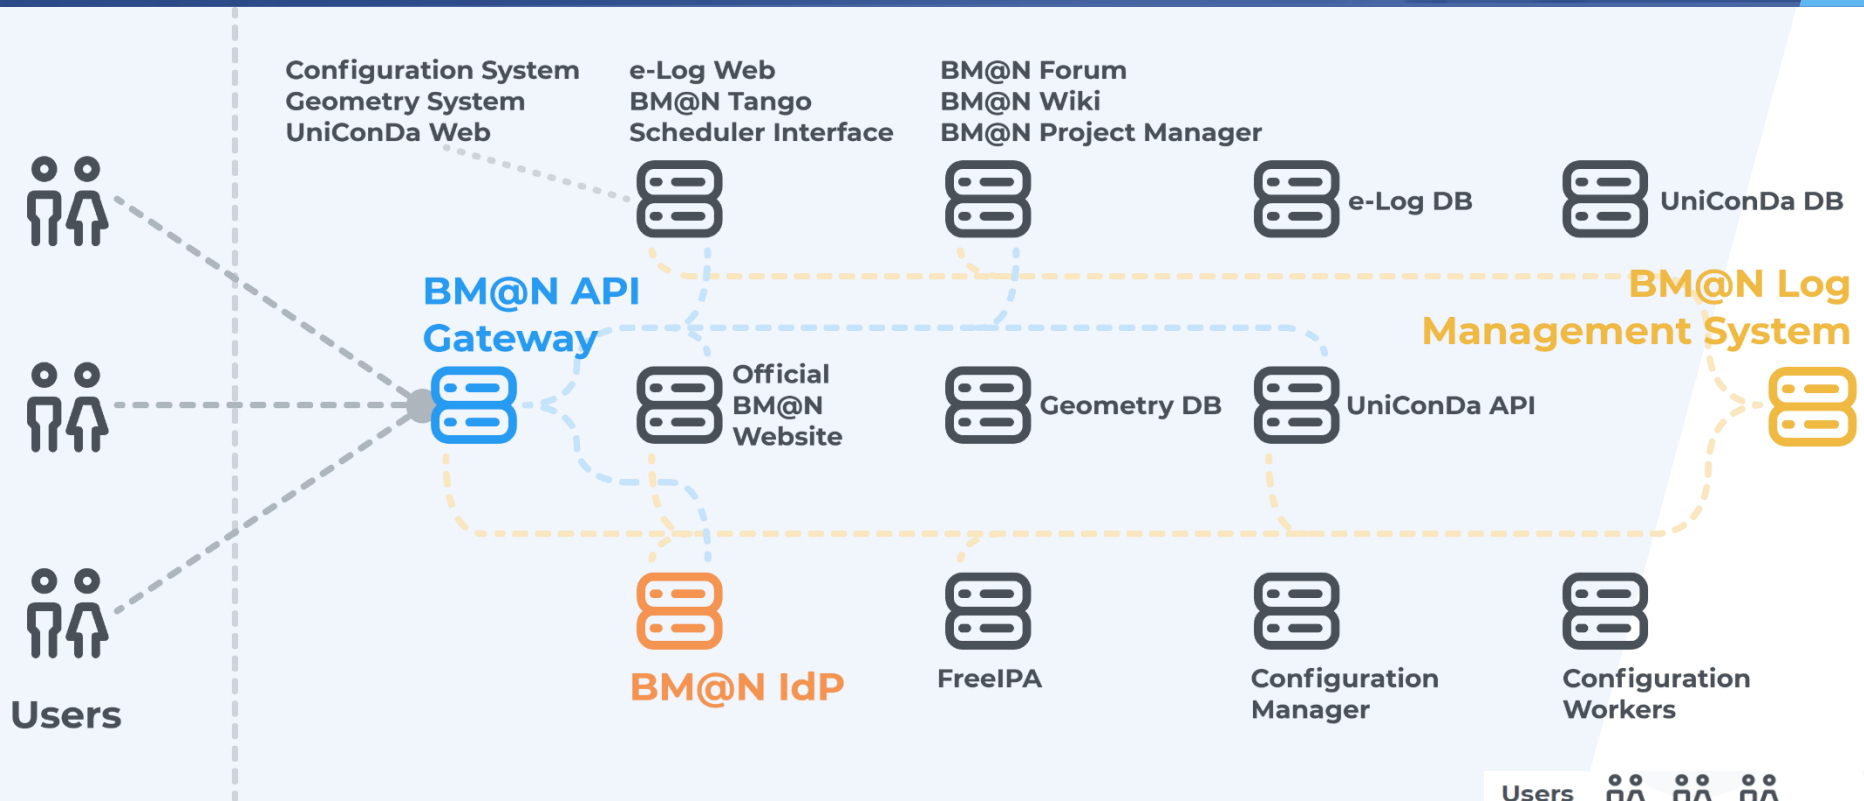 Configuration System
Geometry System
UniConDa Web
e-Log Web
BM@N Tango
Scheduler Interface
BM@N Forum
BM@N Wiki
BM@N Project Manager
e-Log DB
UniConDa DB
BM@N API
Gateway
BM@N Log
Management System
Official
BM@N
Website
Geometry DB
UniConDa API
BM@N IdP
FreeIPA
Configuration
Manager
Configuration
Workers
Users
Users